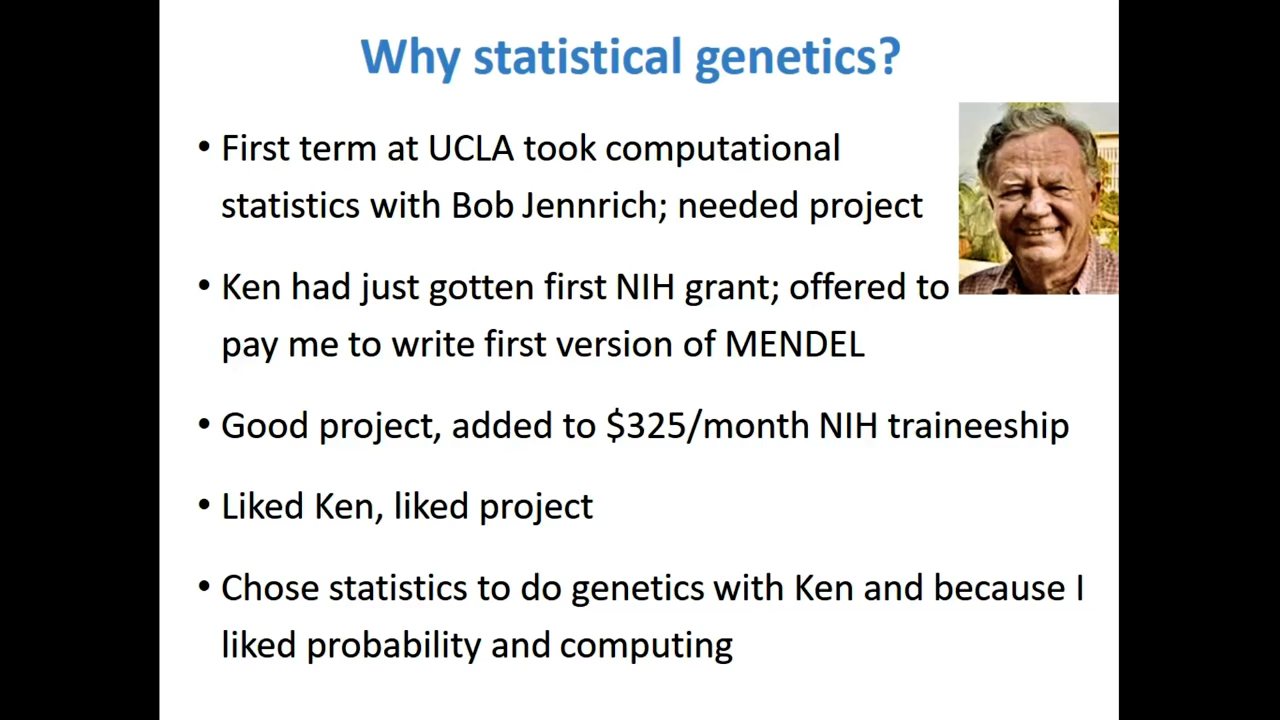 Why statistical genetics?
• First term at UCLA took computational
statistics with Bob Jennrich; needed project
• Ken had just gotten first NIH grant; offered to
pay me to write first version of MENDEL
• Good project, added to $325/month NIH traineeship
• Liked Ken, liked project
• Chose statistics to do genetics with Ken and because I
liked probability and computing